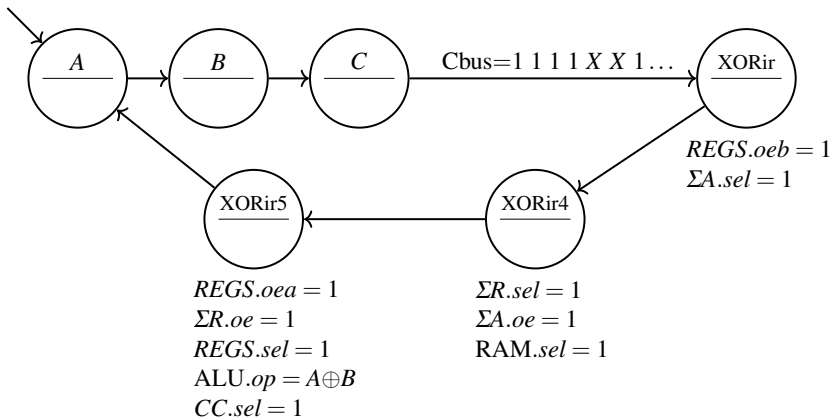 A
B
C
Cbus=1 1 1 1 X X 1 ...
XORir
REGS.oeb = 1
ΣA.sel = 1
XORir5
XORir4
REGS.oea = 1
ΣR.oe = 1
REGS.sel = 1
ALU.op = A⊕B
CC.sel = 1
ΣR.sel = 1
ΣA.oe = 1
RAM.sel = 1